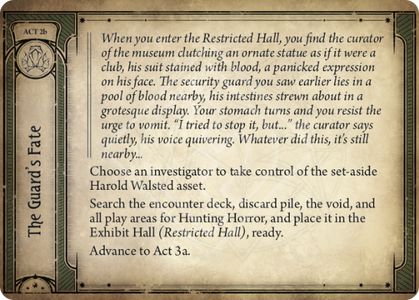 ACT 2b
The Guard's Fate
When you enter the Restricted Hall, you find the curator
of the museum clutching an ornate statue as if it were a
club, his suit stained with blood, a panicked expression
on his face. The security guard you saw earlier lies in
a pool of blood nearby, his intestines strewn about in a
grotesque display. Your stomach turns and you resist the
urge to vomit. “I tried to stop it, but...” the curator says
quietly, his voice quivering. Whatever did this, it's still
nearby...
Choose an investigator to take control of the set-aside
Harold Walsted asset.
Search the encounter deck, discard pile, the void, and
all play areas for Hunting Horror, and place it in the
Exhibit Hall (Restricted Hall), ready.
Advance to Act 3a.